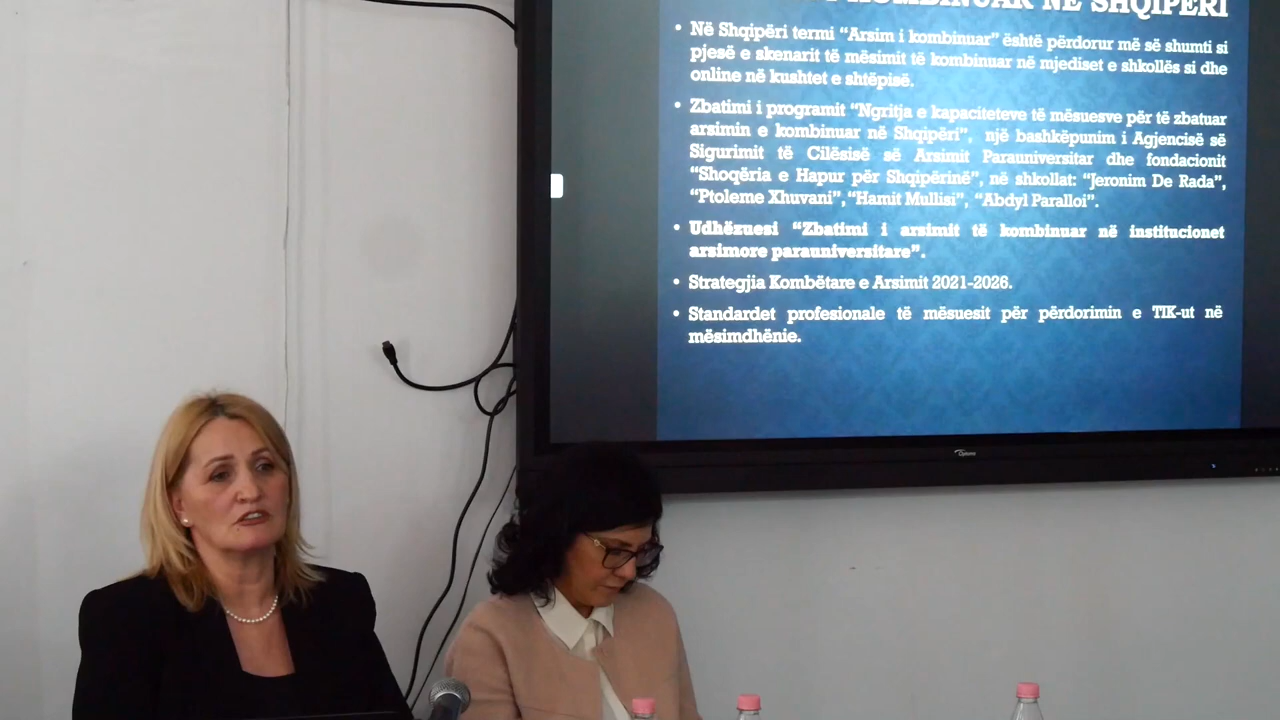 KOMBINUAR NË SHQIPËRI
• Në Shqipëri termi “Arsim i kombinuar” është përdorur më së shumti si
pjesë e skenarit të mësimit të kombinuar në mjediset e shkollës si dhe
online në kushtet e shtëpisë.
• Zbatimi i programit “Ngritja e kapaciteteve të mësuesve për të zbatuar
arsimin e kombinuar në Shqipëri”, një bashkëpunim i Agjencisë së
Sigurimit të Cilësisë së Arsimit Parauniversitar dhe fondacionit
“Shoqëria e Hapur për Shqipërinë”, në shkollat: “Jeronim De Rada”,
“Ptoleme Xhuvani”, “Hamit Mullisi”, “Abdyl Paralloi”.
• Udhëzuesi “Zbatimi i arsimit të kombinuar në institucionet
arsimore parauniversitare”.
• Strategjia Kombëtare e Arsimit 2021-2026.
• Standardet profesionale të mësuesit për përdorimin e TIK-ut në
mësimdhënie.
Optoma